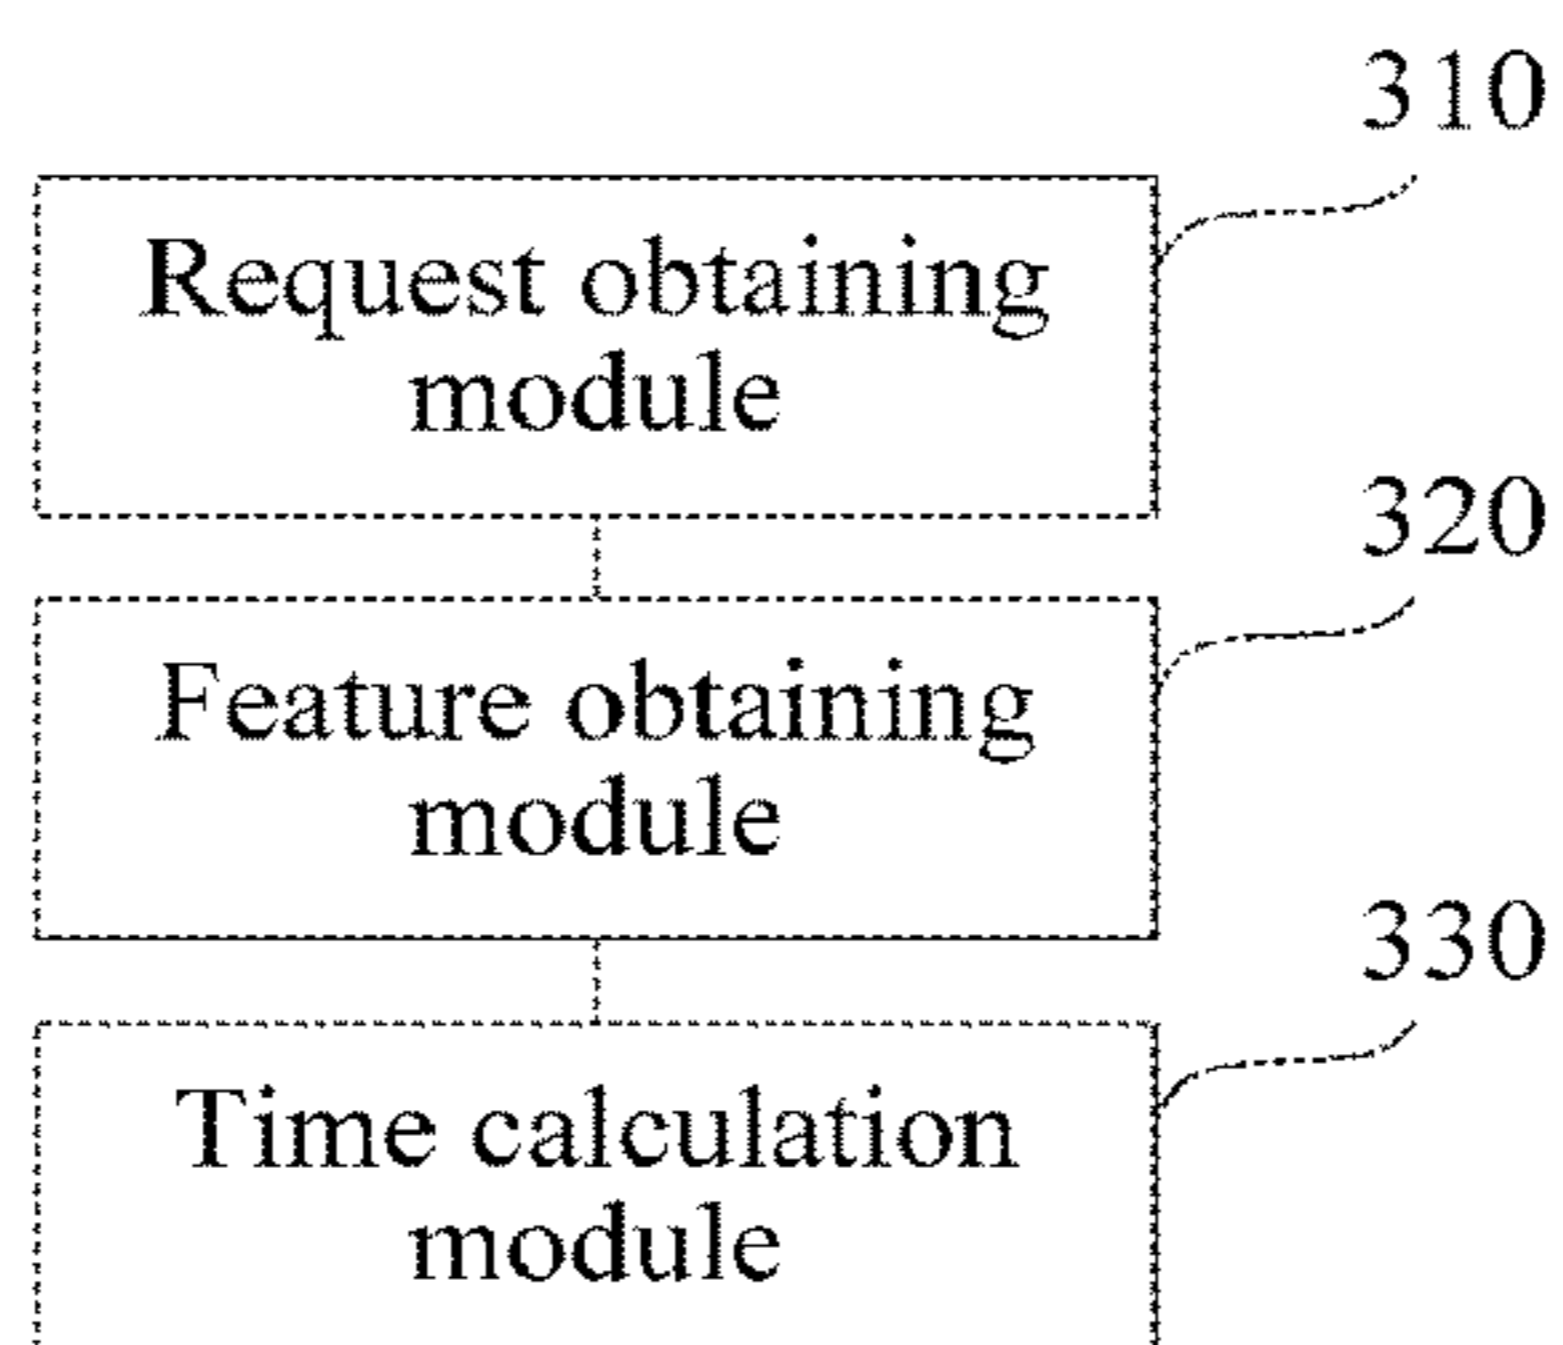 310
Request obtaining
module
320
Feature obtaining
module
330
Time calculation
module